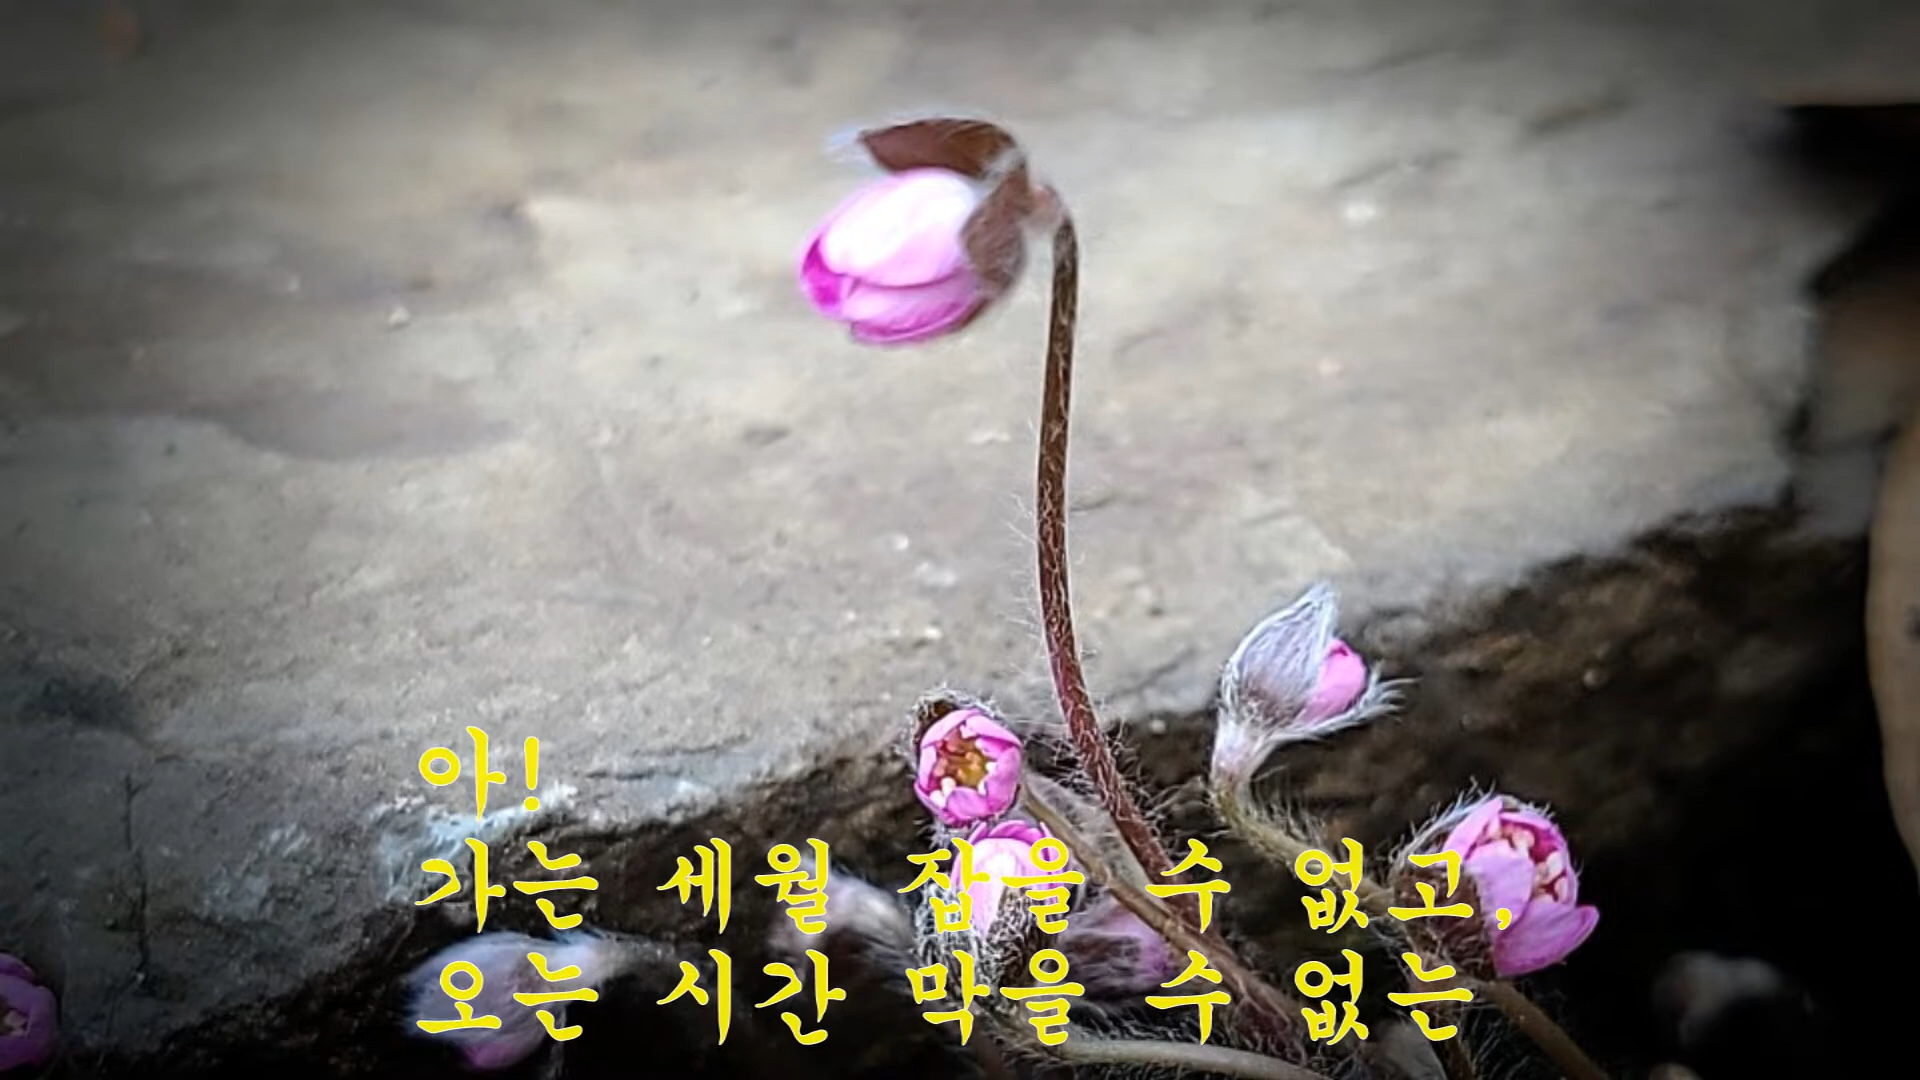 아!
가는 세월 잡을 수 없고,
오는 시간 막을 수 없는